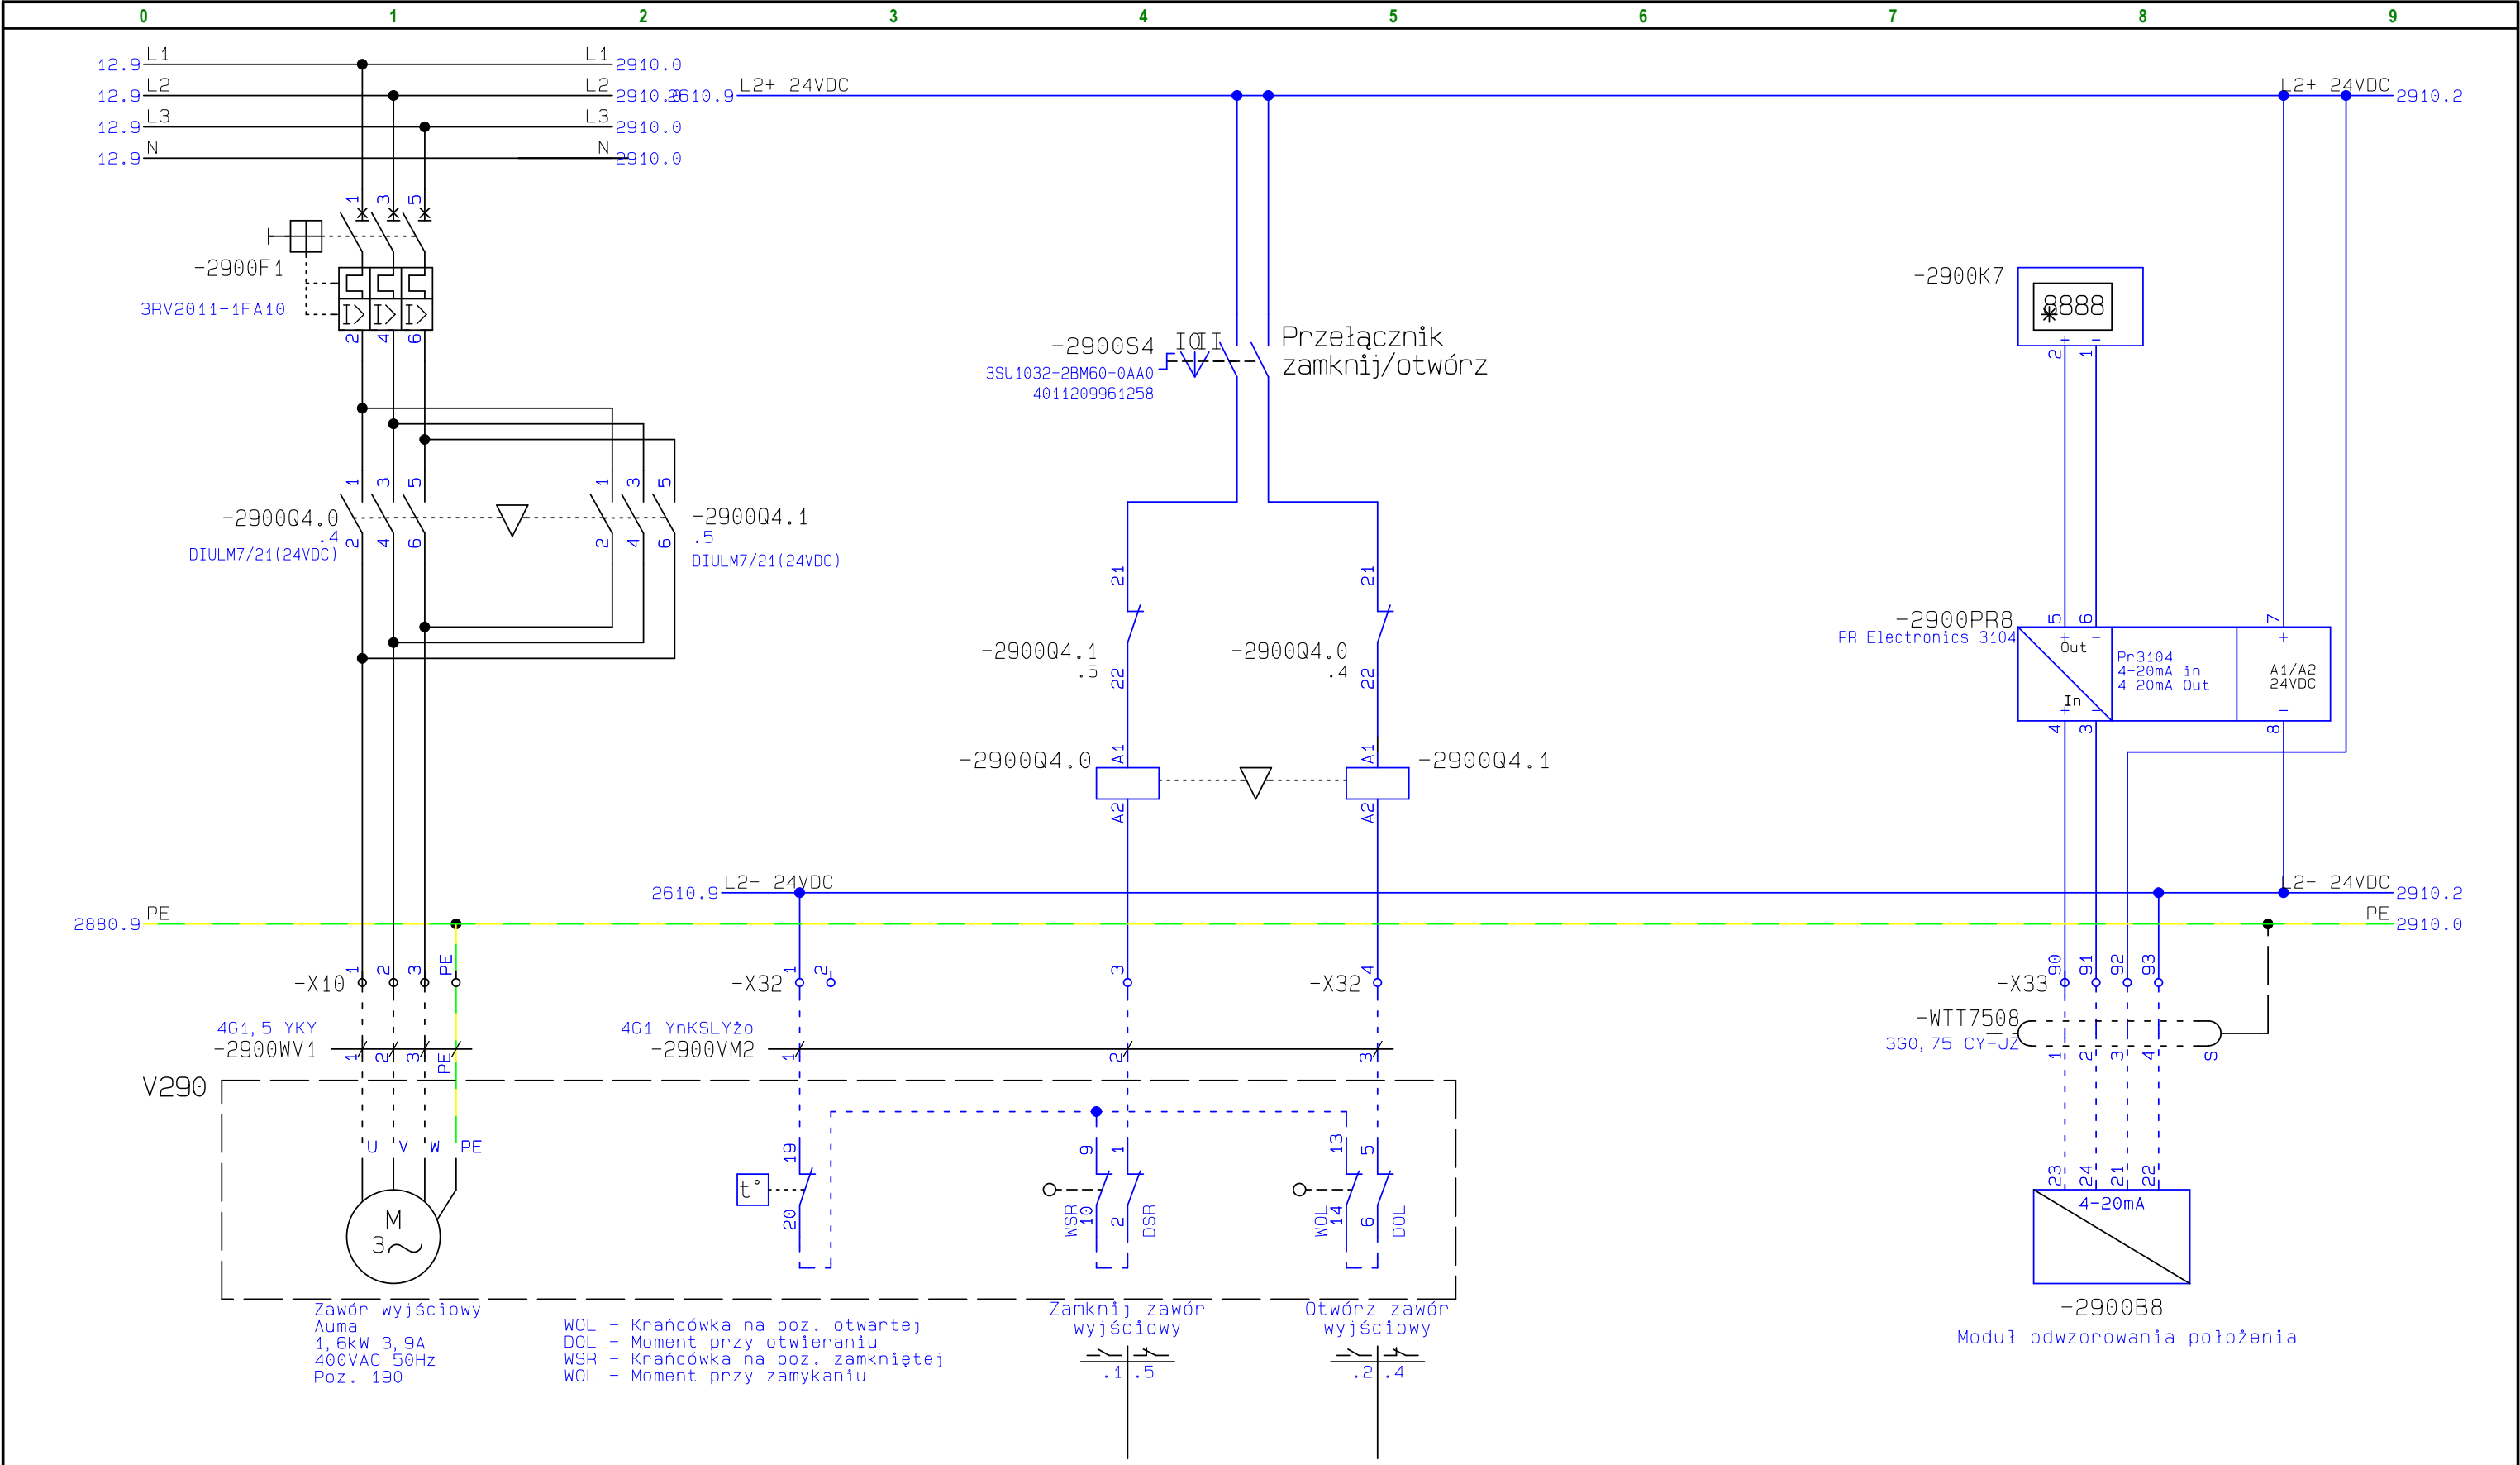 0 1 2 3 4 5 6 7 8 9
12.9 L1 L1 2910.0
12.9 L2 L2 2910.0 2610.9 L2+ 24VDC L2+ 24VDC 2910.2
12.9 L3 L3 2910.0
12.9 N N 2910.0
1 3 5
-2900F1
3RV2011-1FA10
I> I> I>
2 4 6
-2900S4 I 0 II
3SU1032-2BM60-0AA0
4011209961258
Przełącznik
zamknij/otwórz
-2900K7
8888
+ -
2 1
1 3 5 1 3 5
-2900Q4.0
.4
DIULM7/21(24VDC)
2 4 6 2 4 6
-2900Q4.1
.5
DIULM7/21(24VDC)
21 21
-2900Q4.1
.5
22
-2900Q4.0
.4
22
-2900PR8
PR Electronics 3104
5 6 7
+ - +
Out
Pr3104
4-20mA in
4-20mA Out
A1/A2
24VDC
In
+ - -
4 3 8
A1 A1
-2900Q4.0 -2900Q4.1
A2 A2
2610.9 L2- 24VDC L2- 24VDC 2910.2
2880.9 PE PE 2910.0
-X10 1 2 3 PE
-X32 1 2 3
-X32 4
-X33 90 91 92 93
4G1,5 YKY
-2900WV1
1 2 3 PE
4G1 YnKSLYżo
-2900VM2
1 2 3
-WTT7508
3G0,75 CY-JZ
1 2 3 4 S
V290
U V W PE
M
3
19
t°
20
9 1
WSR 10 2 DSR
13 5
WOL 14 6 DOL
23 24 21 22
4-20mA
-2900B8
Moduł odwzorowania położenia
Zawór wyjściowy
Auma
1,6kW 3,9A
400VAC 50Hz
Poz. 190
WOL - Krańcówka na poz. otwartej
DOL - Moment przy otwieraniu
WSR - Krańcówka na poz. zamkniętej
WOL - Moment przy zamykaniu
Zamknij zawór
wyjściowy
.1 .5
Otwórz zawór
wyjściowy
.2 .4